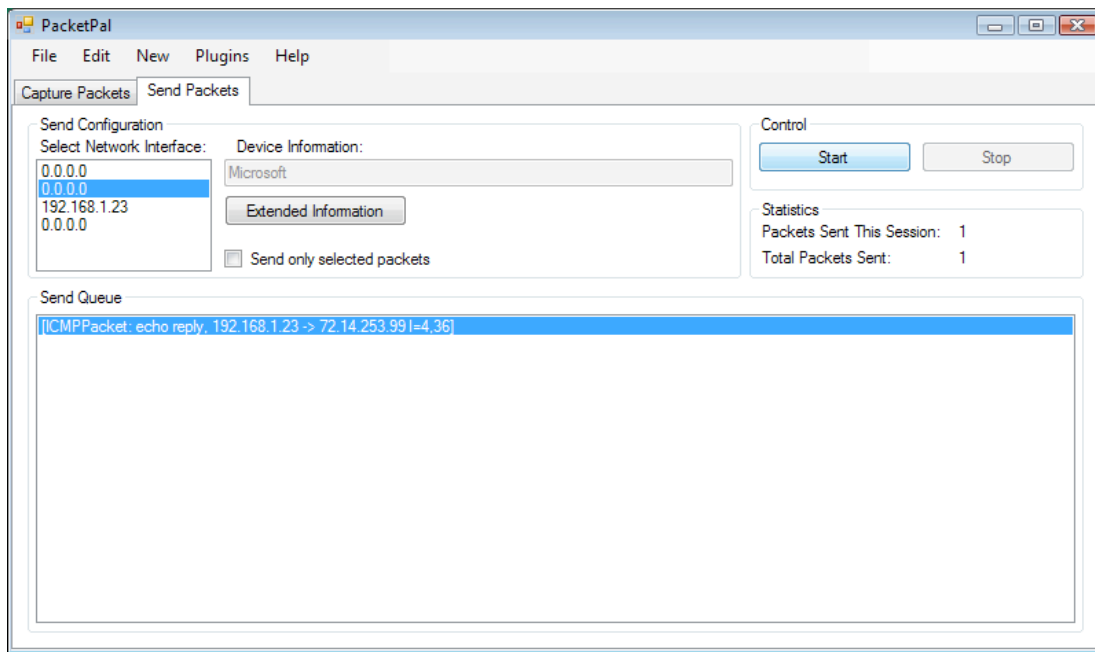 PacketPal
File Edit New Plugins Help
Capture Packets Send Packets
Send Configuration
Select Network Interface: Device Information:
0.0.0.0
0.0.0.0
192.168.1.23
0.0.0.0
Microsoft
Extended Information
Send only selected packets
Control
Start Stop
Statistics
Packets Sent This Session: 1
Total Packets Sent: 1
Send Queue
[ICMPPacket: echo reply, 192.168.1.23 -> 72.14.253.99 l=4,36]